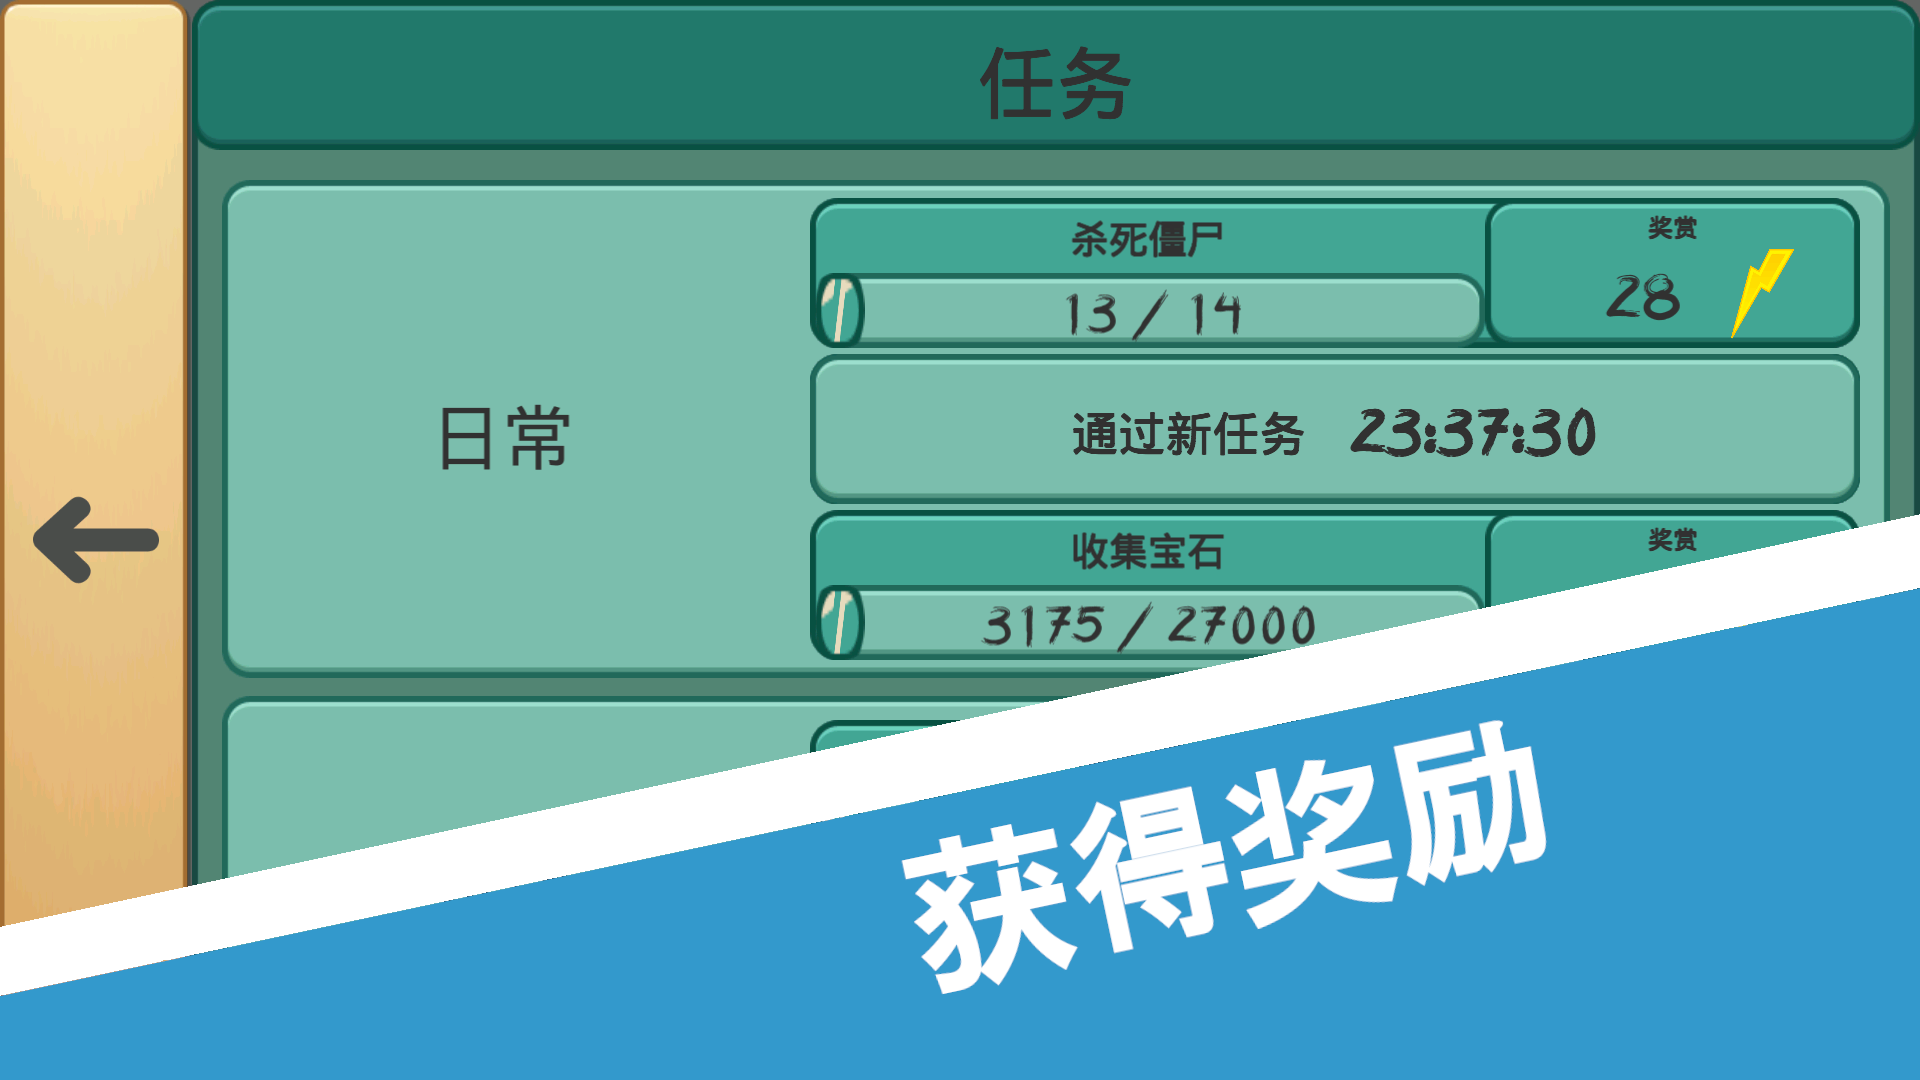 任务
日常
杀死僵尸
13 / 14
奖赏
28
通过新任务 23:37:30
收集宝石
3175 / 27000
奖赏
获得奖励